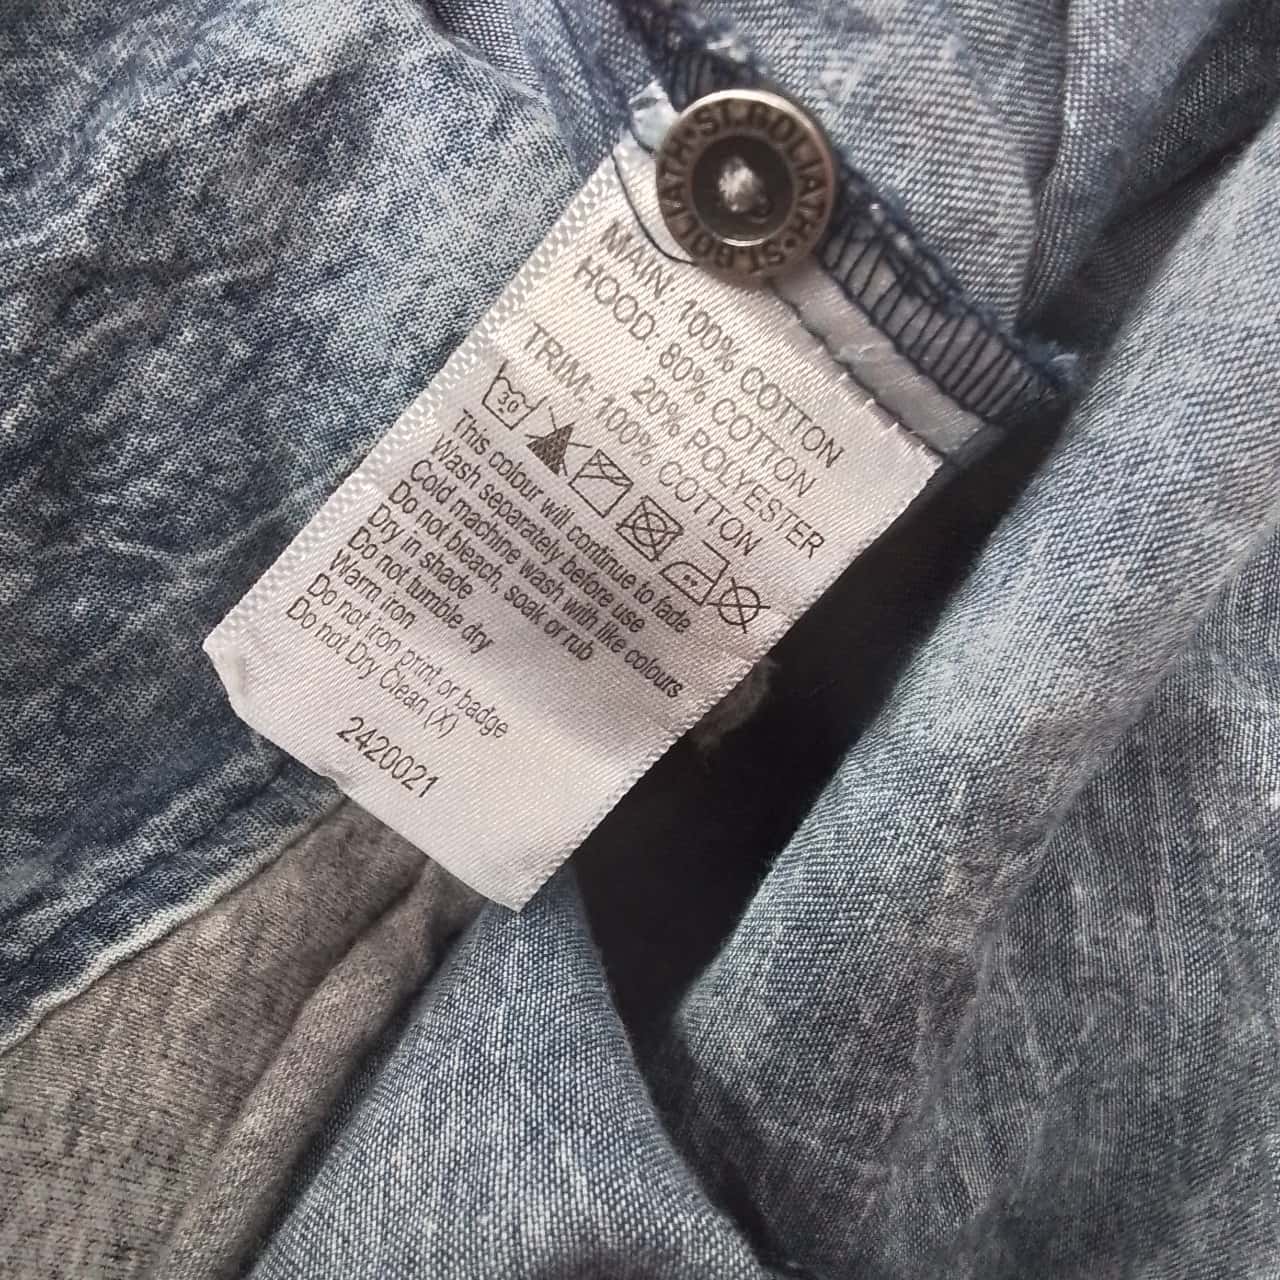 ST.GOLIATH • ST.GOLIATH •
MAIN: 100% COTTON
HOOD: 80% COTTON
20% POLYESTER
TRIM: 100% COTTON
30
This colour will continue to fade
Wash separately before use
Cold machine wash with like colours
Do not bleach, soak or rub
Dry in shade
Do not tumble dry
Warm iron
Do not iron print or badge
Do not Dry Clean (X)
2420021